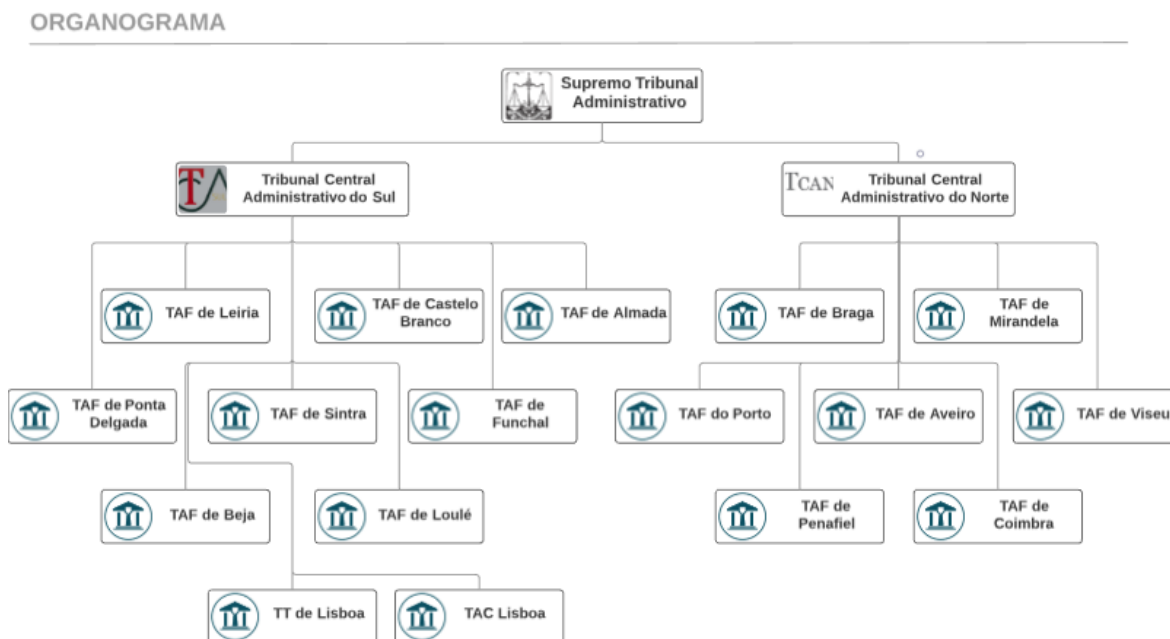 ORGANOGRAMA
Supremo Tribunal
Administrativo
Tribunal Central
Administrativo do Sul
TCAN
Tribunal Central
Administrativo do Norte
TAF de Leiria
TAF de Castelo
Branco
TAF de Almada
TAF de Braga
TAF de
Mirandela
TAF de Ponta
Delgada
TAF de Sintra
TAF de
Funchal
TAF do Porto
TAF de Aveiro
TAF de Viseu
TAF de Beja
TAF de Loulé
TAF de
Penafiel
TAF de
Coimbra
TT de Lisboa
TAC Lisboa